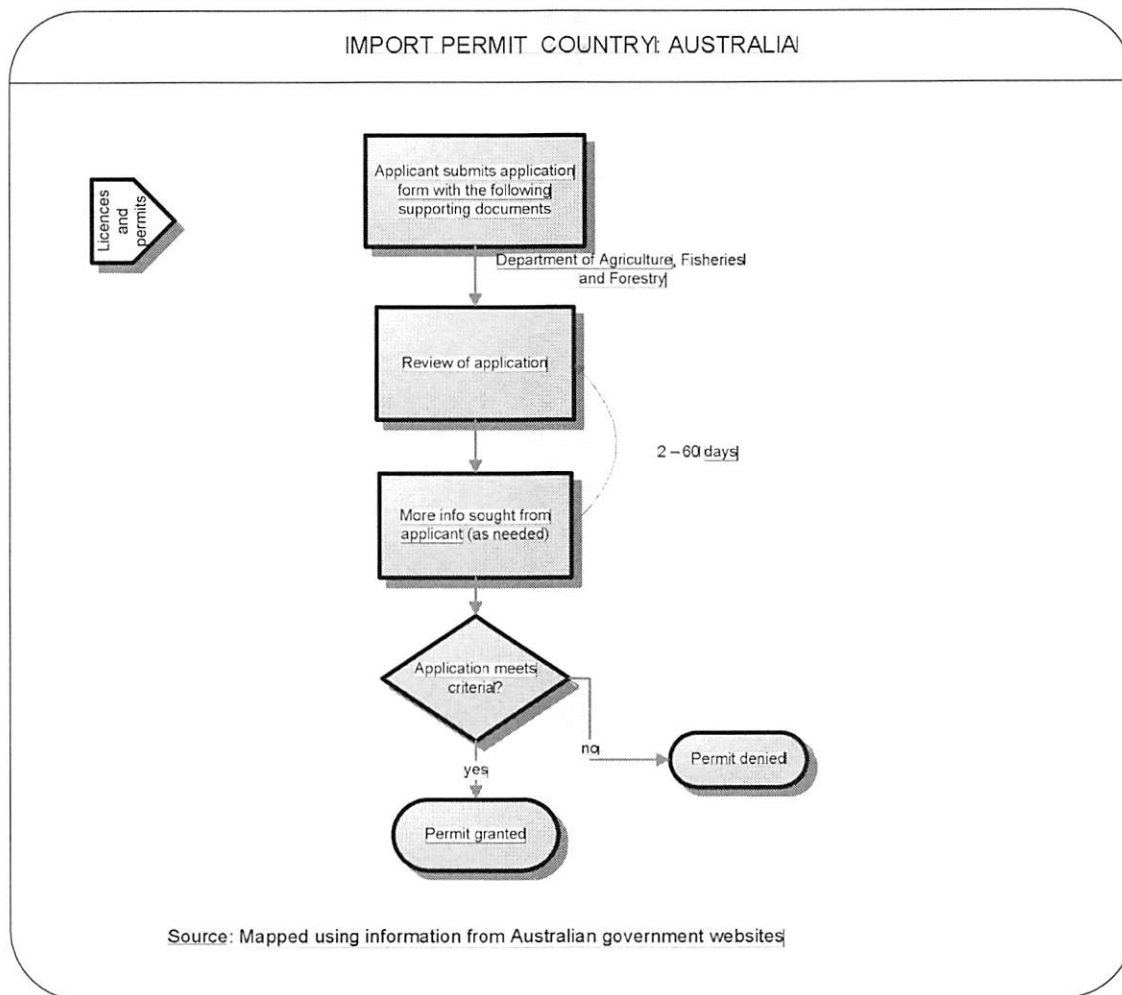 IMPORT PERMIT COUNTRY: AUSTRALIA
Licences
and
permits
Applicant submits application
form with the following
supporting documents
Department of Agriculture, Fisheries
and Forestry
Review of application
2 – 60 days
More info sought from
applicant (as needed)
Application meets
criteria?
no
Permit denied
yes
Permit granted
Source: Mapped using information from Australian government websites